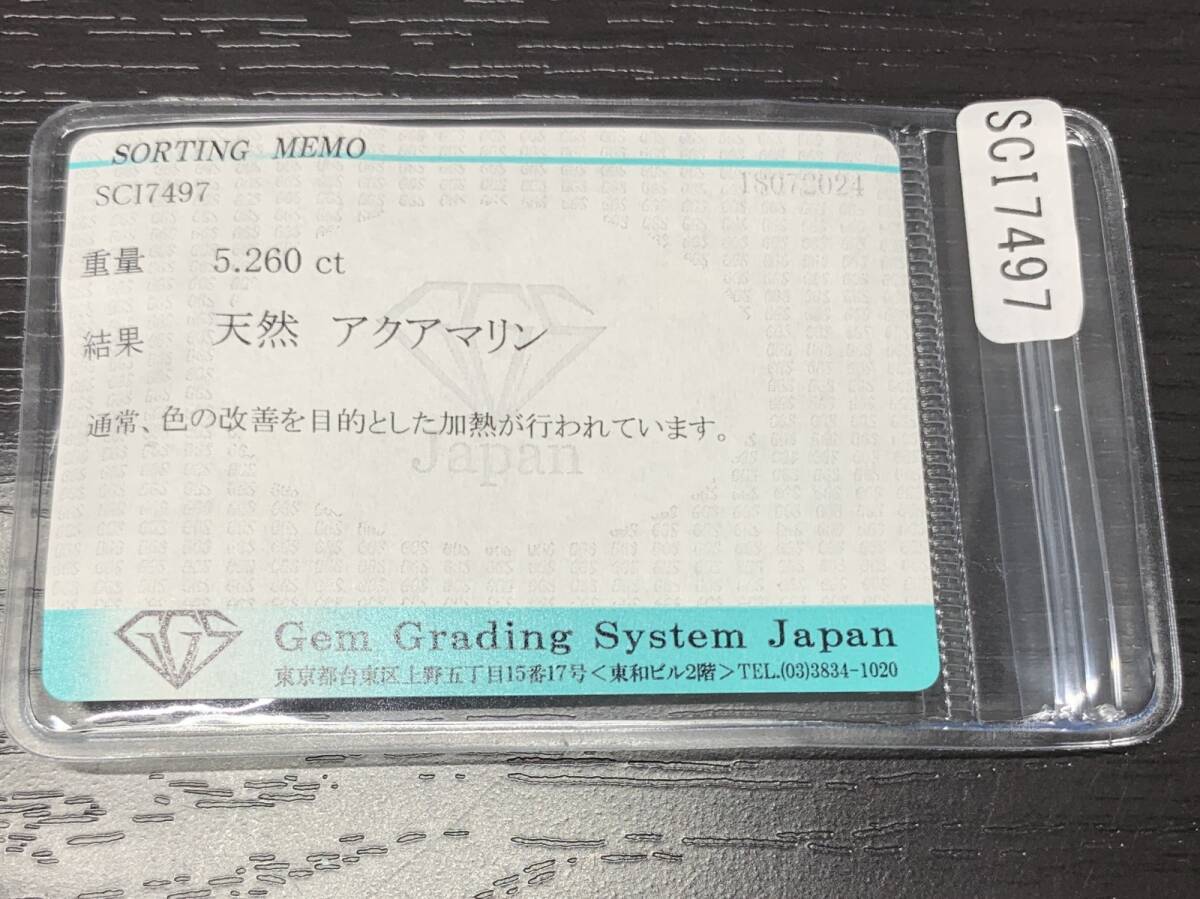 SORTING MEMO
SCI7497
18072024
重量 5.260 ct
結果 天然 アクアマリン
通常、色の改善を目的とした加熱が行われています。
Japan
GGS
Gem Grading System Japan
東京都台東区上野五丁目15番17号<東和ビル2階>TEL.(03)3834-1020
SCI7497